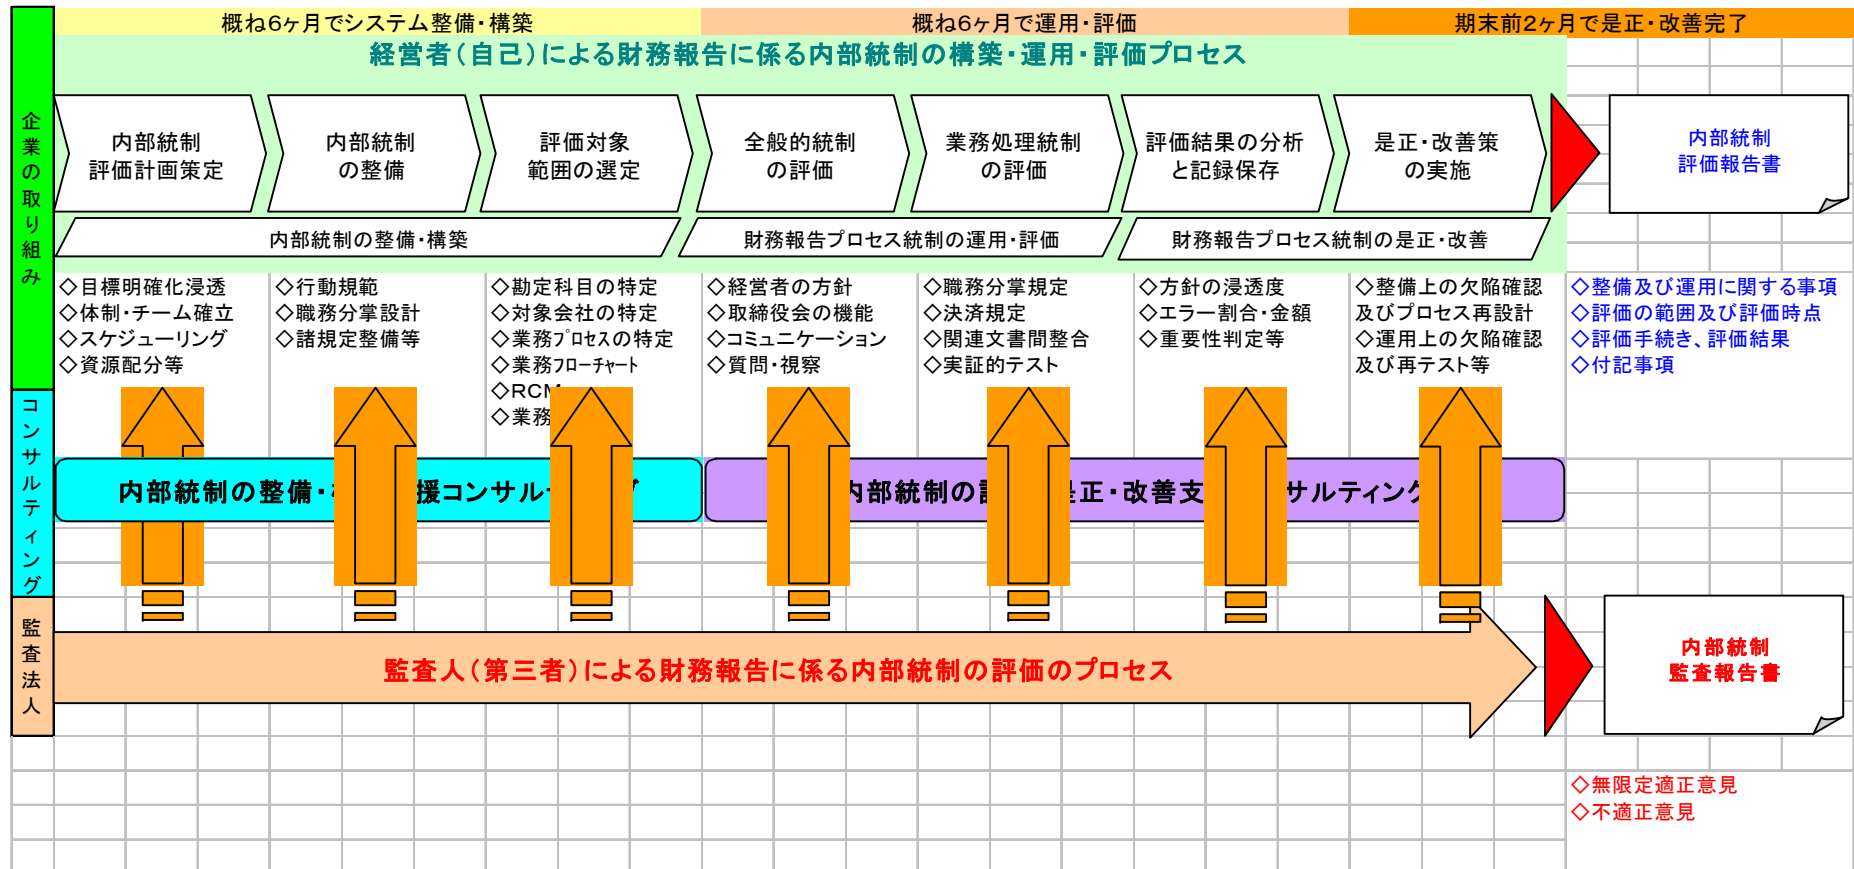 概ね6ヶ月でシステム整備・構築
概ね6ヶ月で運用・評価
期末前2ヶ月で是正・改善完了
企業の取り組み
経営者（自己）による財務報告に係る内部統制の構築・運用・評価プロセス
内部統制
評価計画策定
内部統制
の整備
評価対象
範囲の選定
全般的統制
の評価
業務処理統制
の評価
評価結果の分析
と記録保存
是正・改善策
の実施
内部統制
評価報告書
内部統制の整備・構築
財務報告プロセス統制の運用・評価
財務報告プロセス統制の是正・改善
◇目標明確化浸透
◇体制・チーム確立
◇スケジューリング
◇資源配分等
◇行動規範
◇職務分掌設計
◇諸規定整備等
◇勘定科目の特定
◇対象会社の特定
◇業務プロセスの特定
◇業務フローチャート
◇RCM
◇業務
◇経営者の方針
◇取締役会の機能
◇コミュニケーション
◇質問・視察
◇職務分掌規定
◇決済規定
◇関連文書間整合
◇実証的テスト
◇方針の浸透度
◇エラー割合・金額
◇重要性判定等
◇整備上の欠陥確認
及びプロセス再設計
◇運用上の欠陥確認
及び再テスト等
◇整備及び運用に関する事項
◇評価の範囲及び評価時点
◇評価手続き、評価結果
◇付記事項
コンサルティング
内部統制の整備・援コンサル
内部統制の是正・改善支サルティング
監査法人
監査人（第三者）による財務報告に係る内部統制の評価のプロセス
内部統制
監査報告書
◇無限定適正意見
◇不適正意見